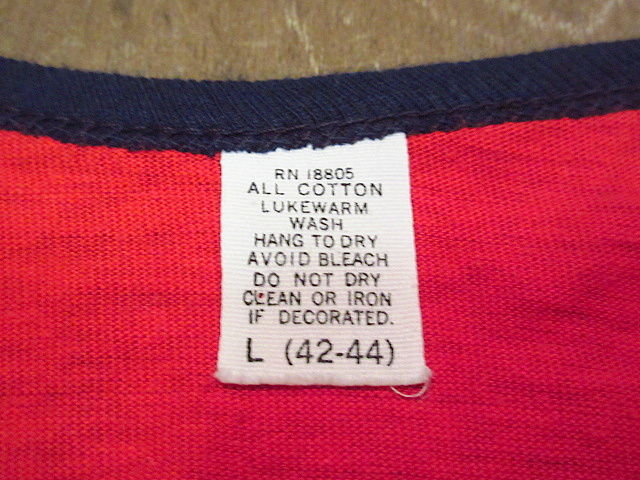 RN 18805
ALL COTTON
LUKEWARM
WASH
HANG TO DRY
AVOID BLEACH
DO NOT DRY
CLEAN OR IRON
IF DECORATED.
L (42-44)